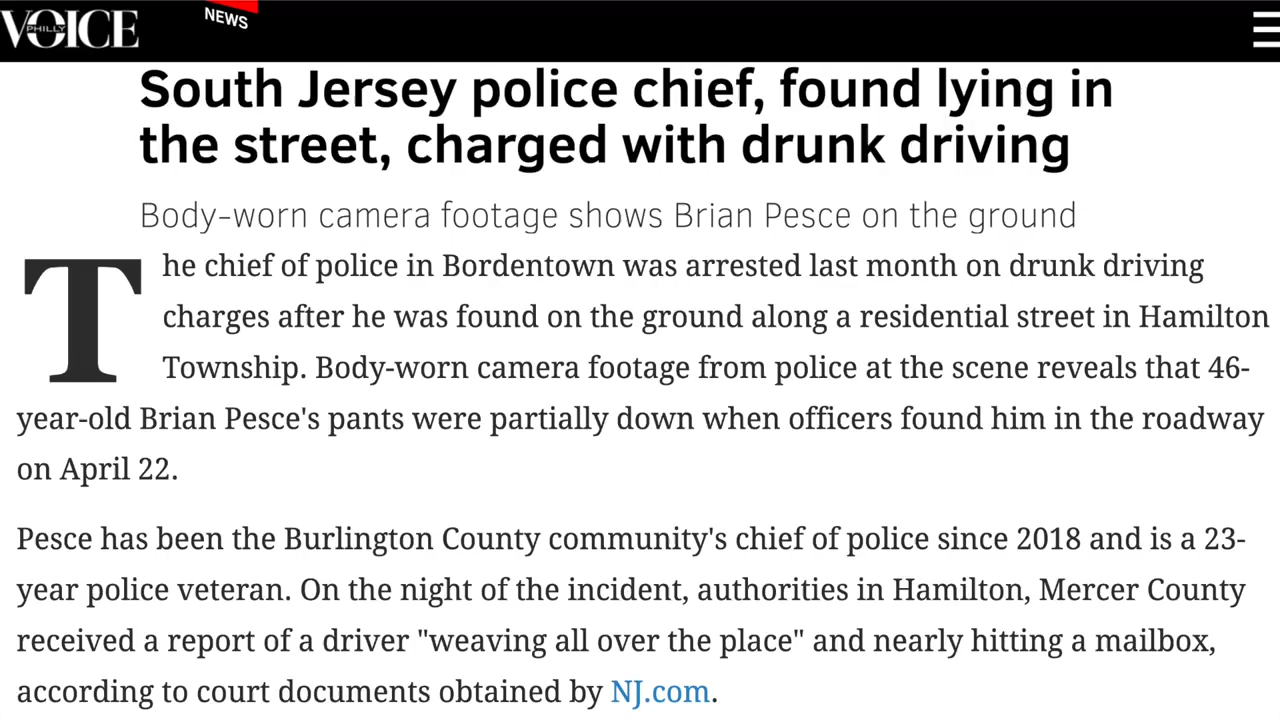 PHILLY VOICE
NEWS
South Jersey police chief, found lying in
the street, charged with drunk driving
Body-worn camera footage shows Brian Pesce on the ground
The chief of police in Bordentown was arrested last month on drunk driving
charges after he was found on the ground along a residential street in Hamilton
Township. Body-worn camera footage from police at the scene reveals that 46-
year-old Brian Pesce's pants were partially down when officers found him in the roadway
on April 22.
Pesce has been the Burlington County community's chief of police since 2018 and is a 23-
year police veteran. On the night of the incident, authorities in Hamilton, Mercer County
received a report of a driver "weaving all over the place" and nearly hitting a mailbox,
according to court documents obtained by NJ.com.